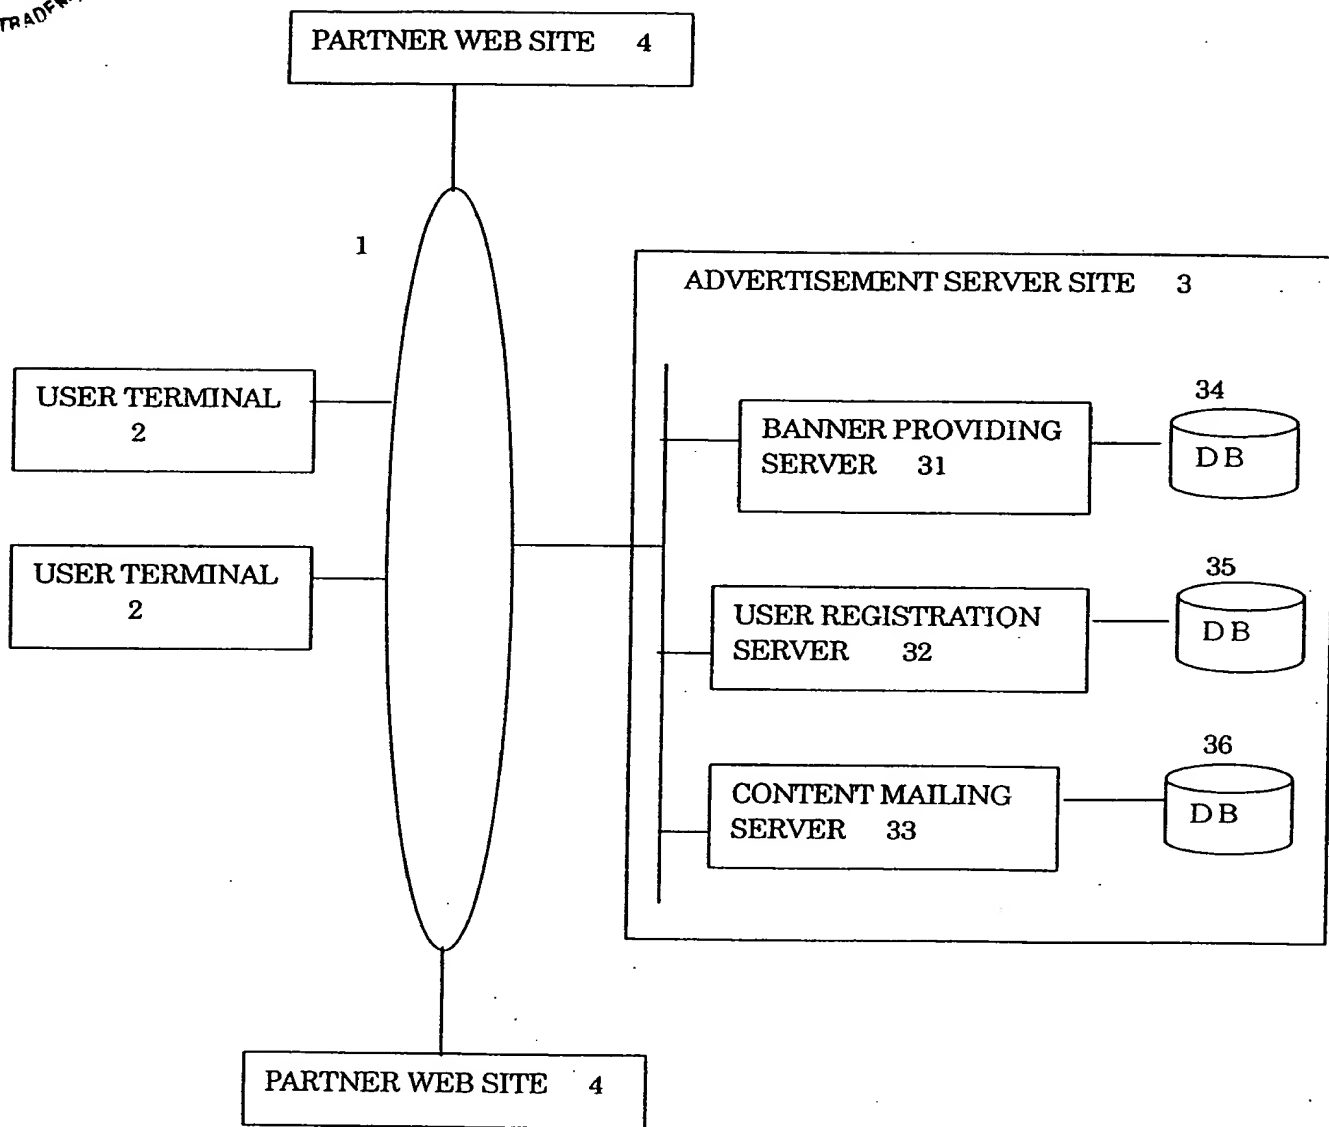 PARTNER WEB SITE 4
1
ADVERTISEMENT SERVER SITE 3
USER TERMINAL
2
USER TERMINAL
2
BANNER PROVIDING
SERVER 31
34
DB
USER REGISTRATION
SERVER 32
35
DB
CONTENT MAILING
SERVER 33
36
DB
PARTNER WEB SITE 4